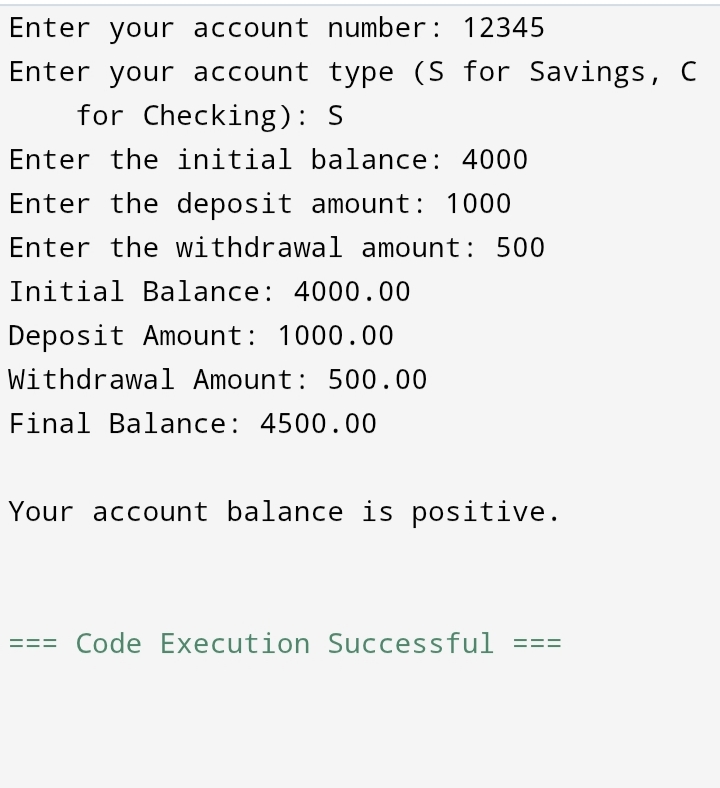 Enter your account number: 12345
Enter your account type (S for Savings, C
for Checking): S
Enter the initial balance: 4000
Enter the deposit amount: 1000
Enter the withdrawal amount: 500
Initial Balance: 4000.00
Deposit Amount: 1000.00
Withdrawal Amount: 500.00
Final Balance: 4500.00
Your account balance is positive.
=== Code Execution Successful ===